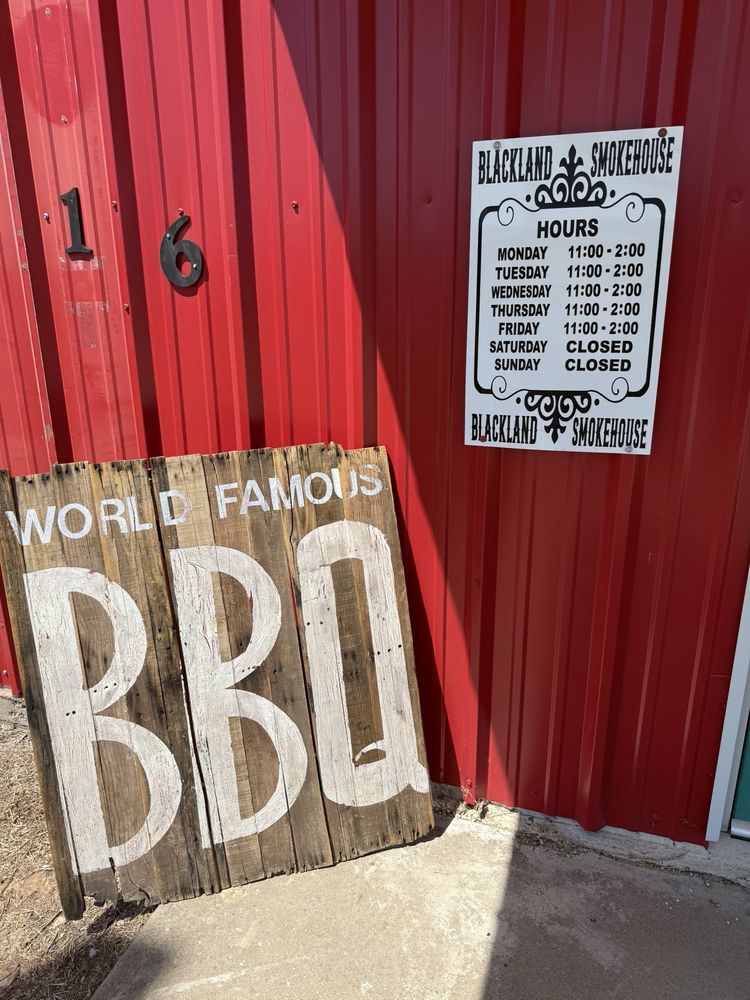 16
BLACKLAND SMOKEHOUSE
HOURS
MONDAY 11:00 - 2:00
TUESDAY 11:00 - 2:00
WEDNESDAY 11:00 - 2:00
THURSDAY 11:00 - 2:00
FRIDAY 11:00 - 2:00
SATURDAY CLOSED
SUNDAY CLOSED
BLACKLAND SMOKEHOUSE
WORLD FAMOUS
BBQ